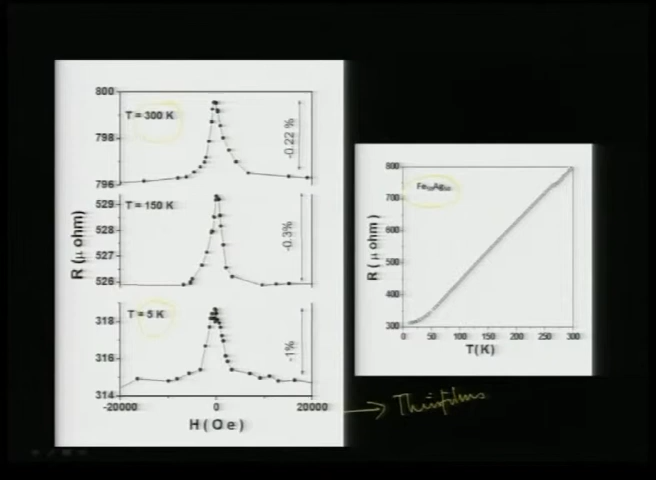 800
798
796
T = 300 K
-0.22 %
529
528
527
526
T = 150 K
-0.3%
318
316
314
T = 5 K
-1%
R (μ ohm)
-20000 0 20000
H ( O e )
800
700
600
500
400
300
R (μ ohm)
0 50 100 150 200 250 300
T(K)
Thinfilms